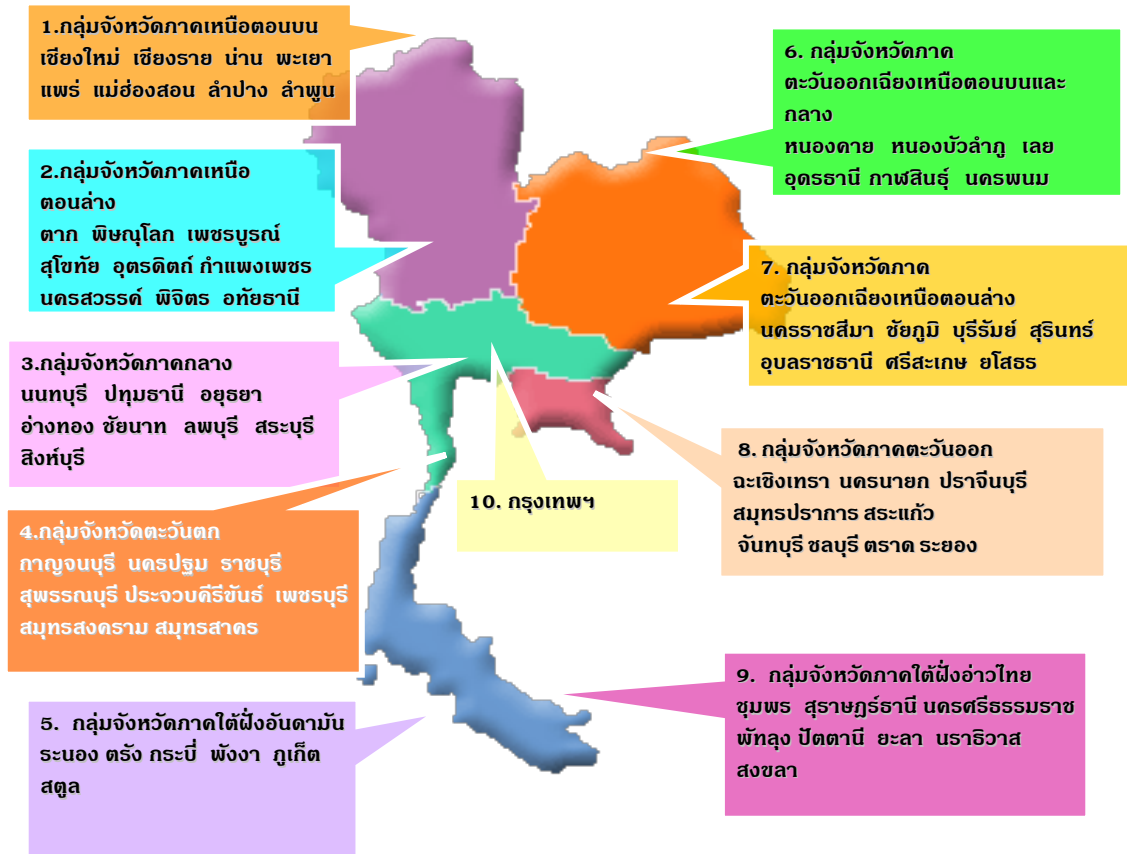 1.กลุ่มจังหวัดภาคเหนือตอนบน
เชียงใหม่ เชียงราย น่าน พะเยา
แพร่ แม่ฮ่องสอน ลำปาง ลำพูน
2.กลุ่มจังหวัดภาคเหนือ
ตอนล่าง
ตาก พิษณุโลก เพชรบูรณ์
สุโขทัย อุตรดิตถ์ กำแพงเพชร
นครสวรรค์ พิจิตร อทัยธานี
3.กลุ่มจังหวัดภาคกลาง
นนทบุรี ปทุมธานี อยุธยา
อ่างทอง ชัยนาท ลพบุรี สระบุรี
สิงห์บุรี
4.กลุ่มจังหวัดตะวันตก
กาญจนบุรี นครปฐม ราชบุรี
สุพรรณบุรี ประจวบคีรีขันธ์ เพชรบุรี
สมุทรสงคราม สมุทรสาคร
5. กลุ่มจังหวัดภาคใต้ฝั่งอันดามัน
ระนอง ตรัง กระบี่ พังงา ภูเก็ต
สตูล
6. กลุ่มจังหวัดภาค
ตะวันออกเฉียงเหนือตอนบนและ
กลาง
หนองคาย หนองบัวลำภู เลย
อุดรธานี กาฬสินธุ์ นครพนม
7. กลุ่มจังหวัดภาค
ตะวันออกเฉียงเหนือตอนล่าง
นครราชสีมา ชัยภูมิ บุรีรัมย์ สุรินทร์
อุบลราชธานี ศรีสะเกษ ยโสธร
8. กลุ่มจังหวัดภาคตะวันออก
ฉะเชิงเทรา นครนายก ปราจีนบุรี
สมุทรปราการ สระแก้ว
จันทบุรี ชลบุรี ตราด ระยอง
9. กลุ่มจังหวัดภาคใต้ฝั่งอ่าวไทย
ชุมพร สุราษฎร์ธานี นครศรีธรรมราช
พัทลุง ปัตตานี ยะลา นราธิวาส
สงขลา
10. กรุงเทพฯ